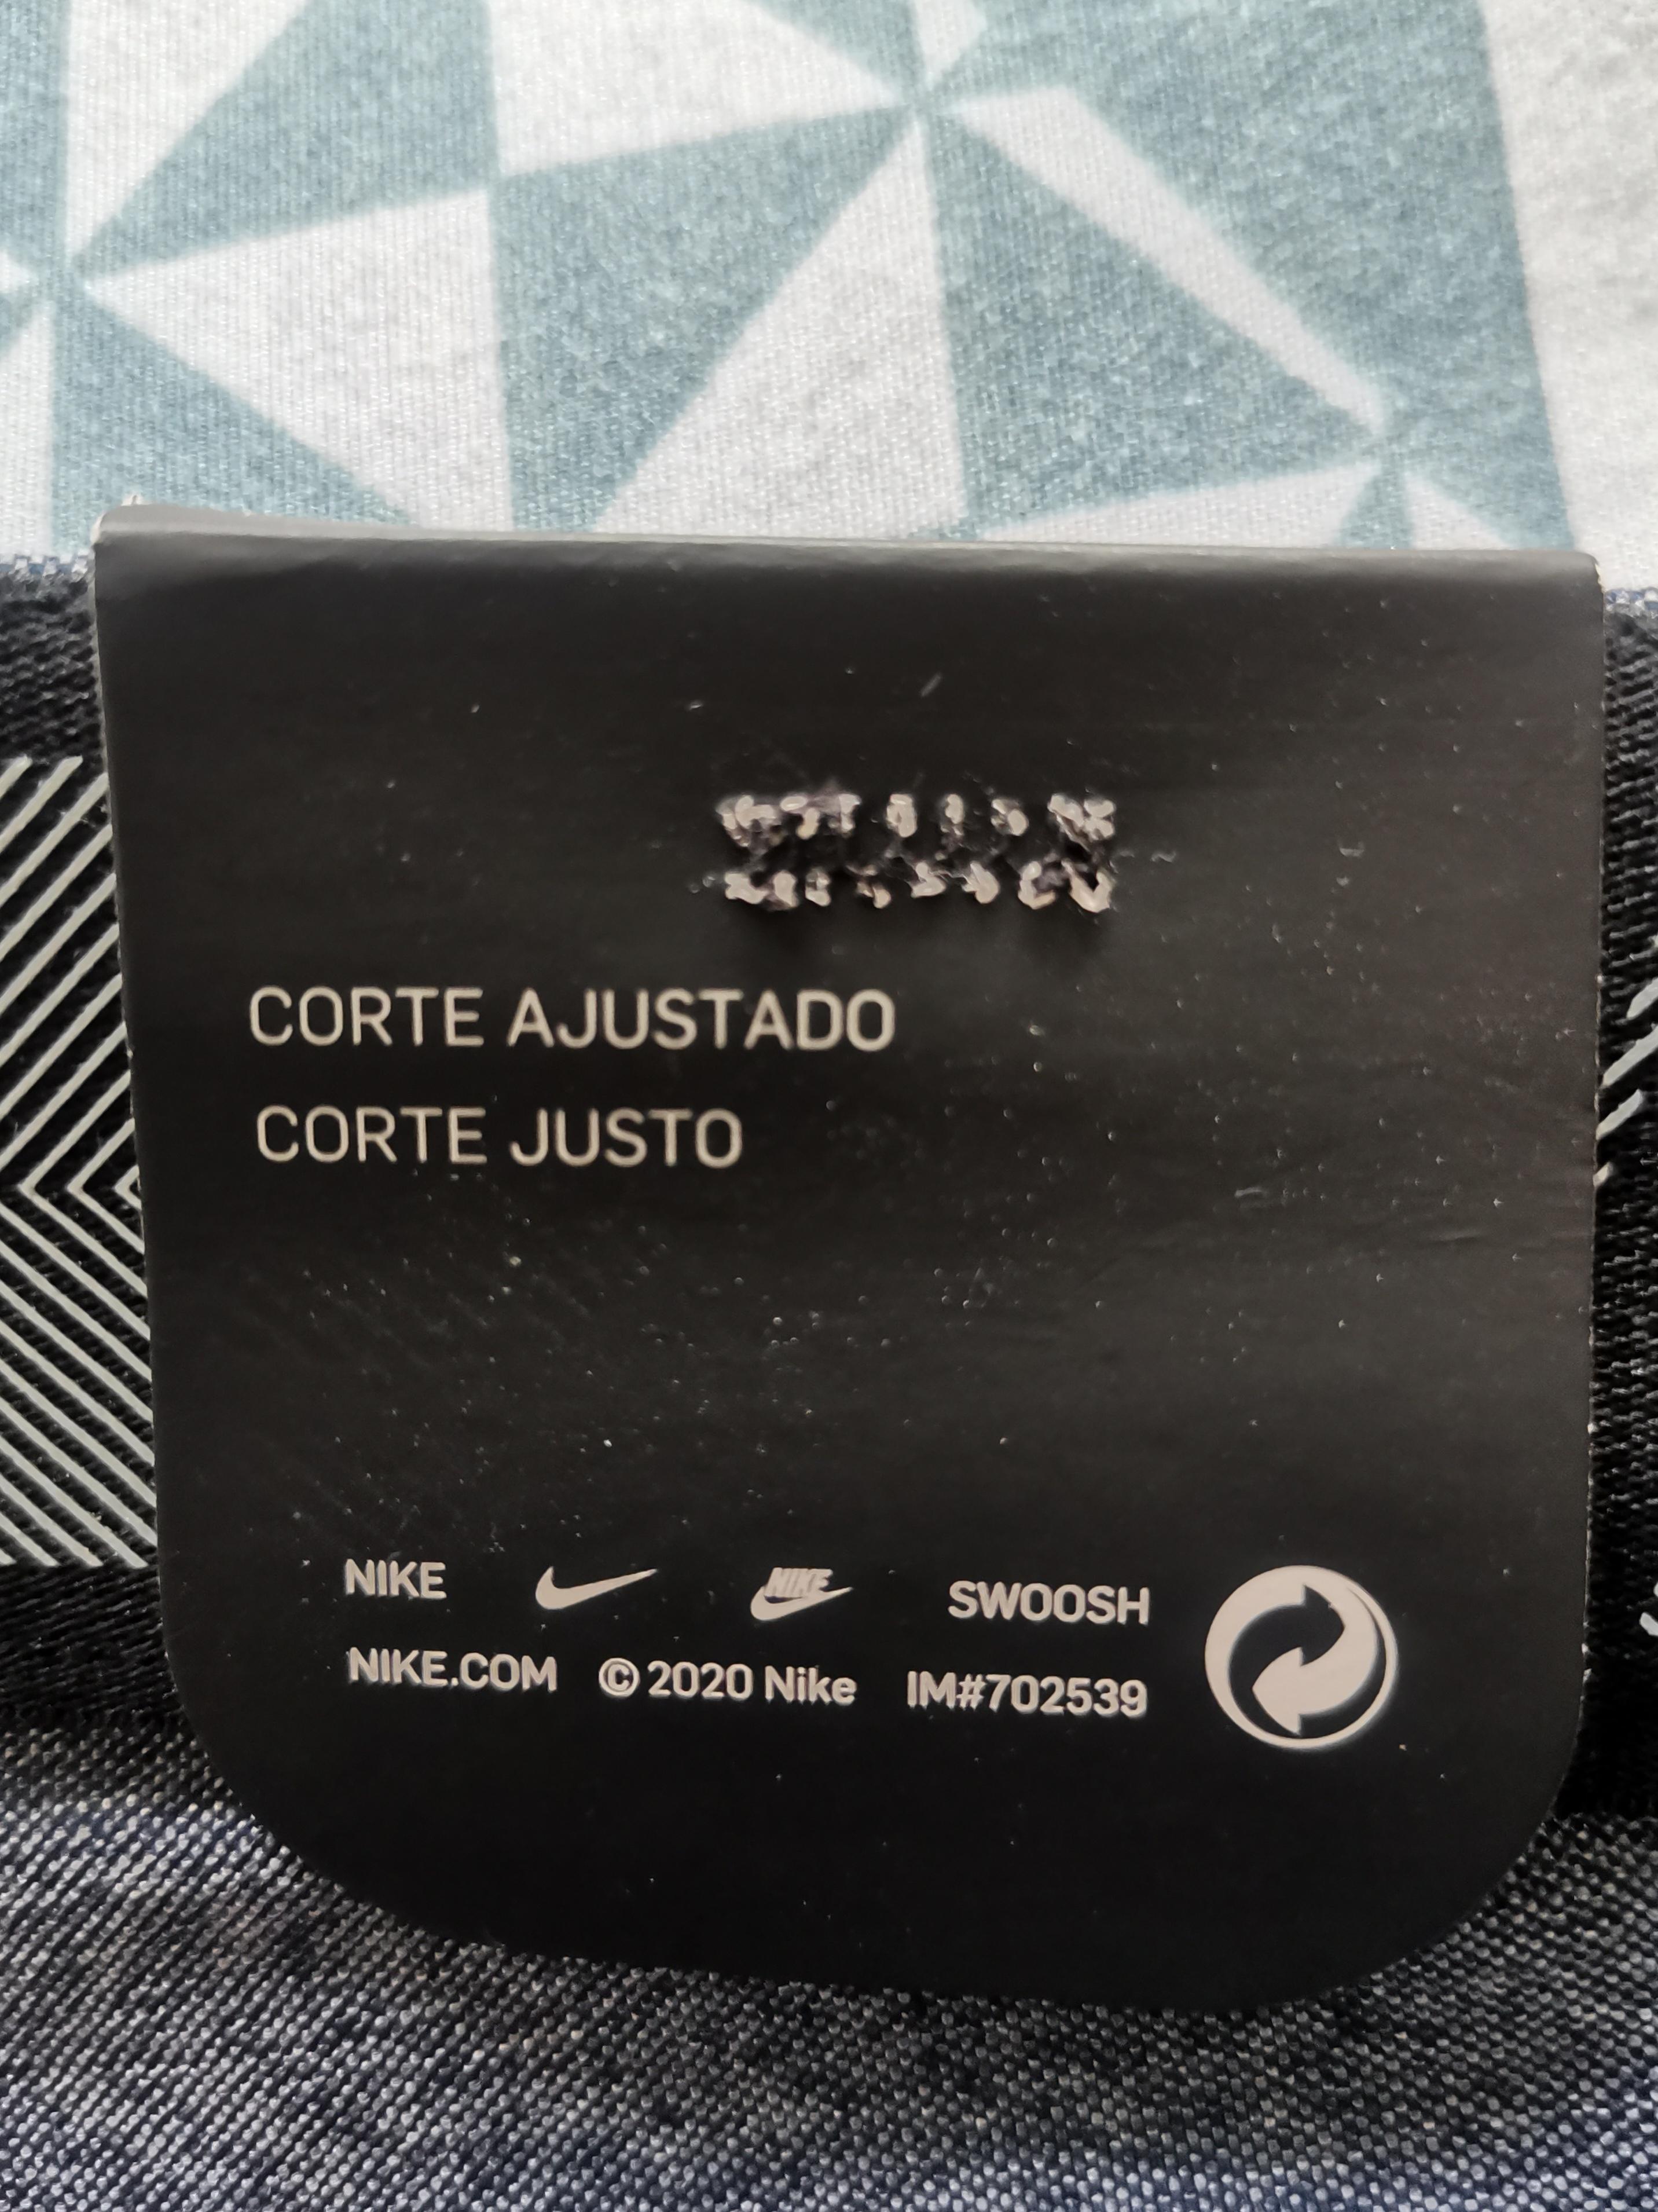 CORTE AJUSTADO
CORTE JUSTO
NIKE NIKE SWOOSH
NIKE.COM © 2020 Nike IM#702539